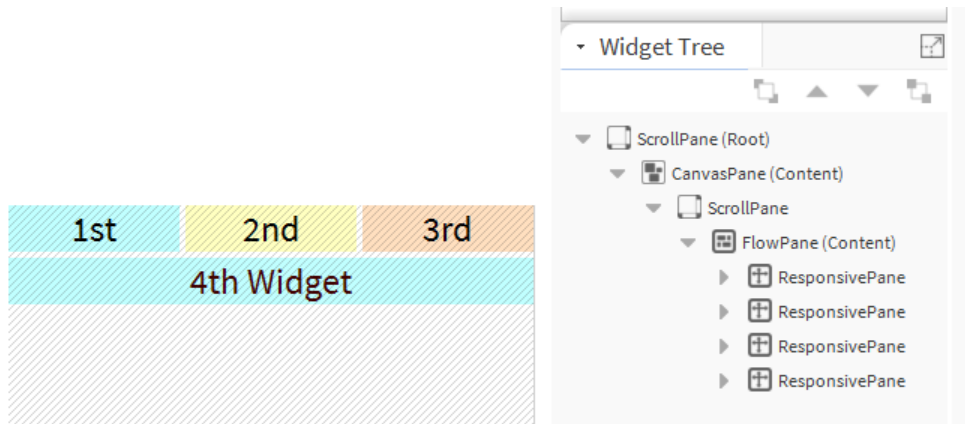 1st 2nd 3rd
4th Widget
Widget Tree
ScrollPane (Root)
CanvasPane (Content)
ScrollPane
FlowPane (Content)
ResponsivePane
ResponsivePane
ResponsivePane
ResponsivePane